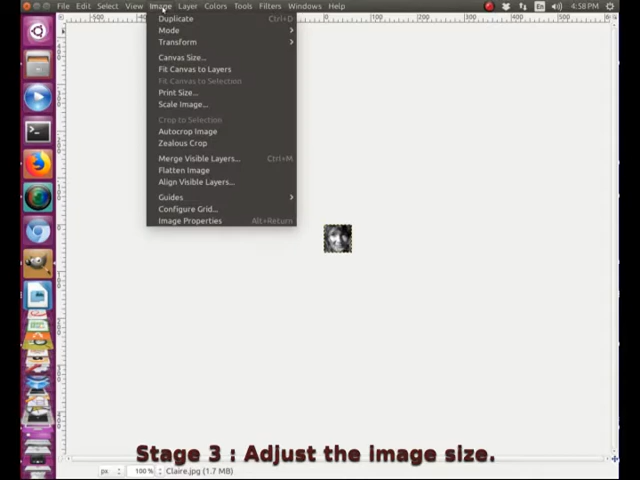 File Edit Select View Image Layer Colors Tools Filters Windows Help En 4:58 PM
Duplicate Ctrl+D
Mode
Transform
Canvas Size...
Fit Canvas to Layers
Fit Canvas to Selection
Print Size...
Scale Image...
Crop to Selection
Autocrop Image
Zealous Crop
Merge Visible Layers... Ctrl+M
Flatten Image
Align Visible Layers...
Guides
Configure Grid...
Image Properties Alt+Return
Stage 3 : Adjust the image size.
px 100 % Claire.jpg (1.7 MB)